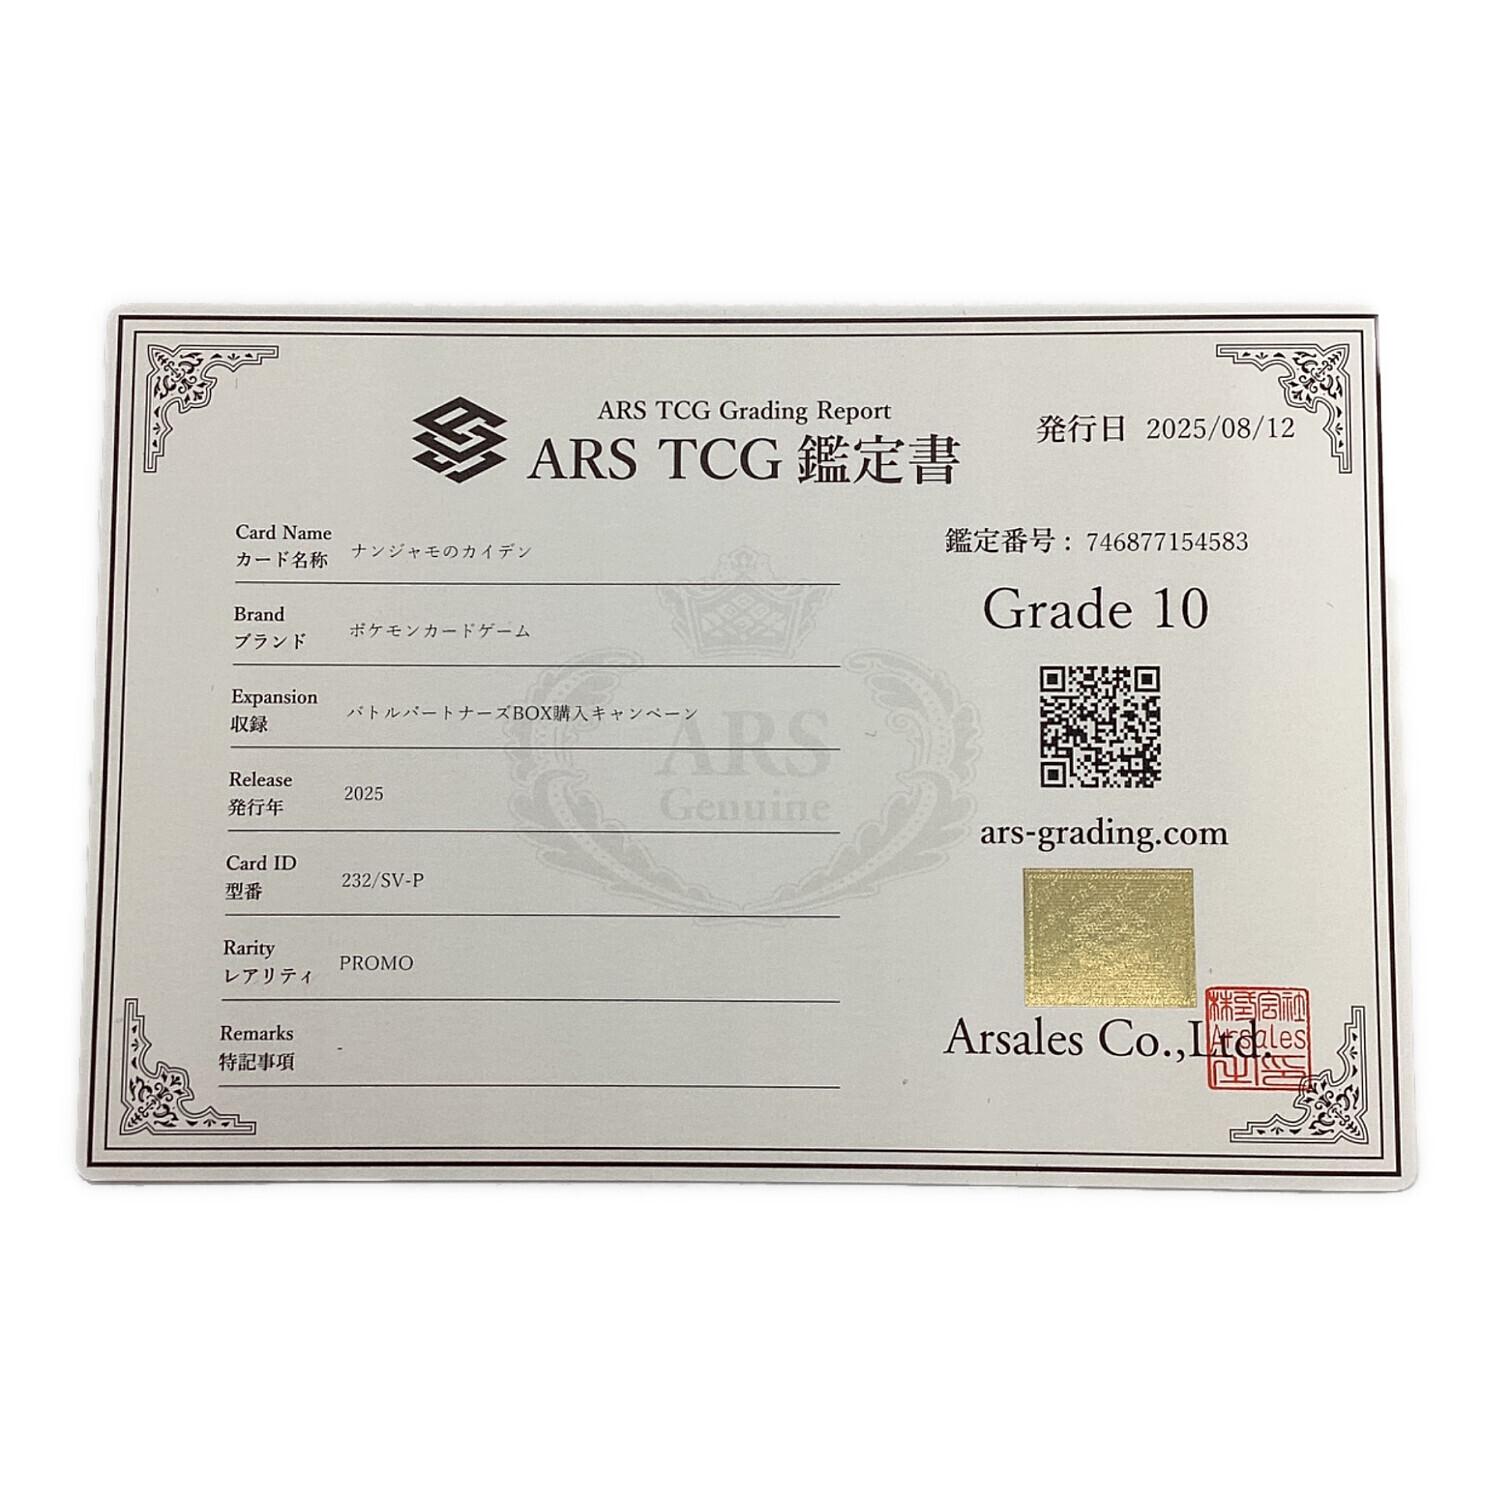 ARS TCG Grading Report
ARS TCG 鑑定書
発行日 2025/08/12
Card Name
カード名称 ナンジャモのカイデン
Brand
ブランド ポケモンカードゲーム
Expansion
収録 バトルパートナーズBOX購入キャンペーン
Release
発行年 2025
Card ID
型番 232/SV-P
Rarity
レアリティ PROMO
Remarks
特記事項 -
ARS
Genuine
鑑定番号: 746877154583
Grade 10
ars-grading.com
Arsales Co.,Ltd.
株式会社
Arsales